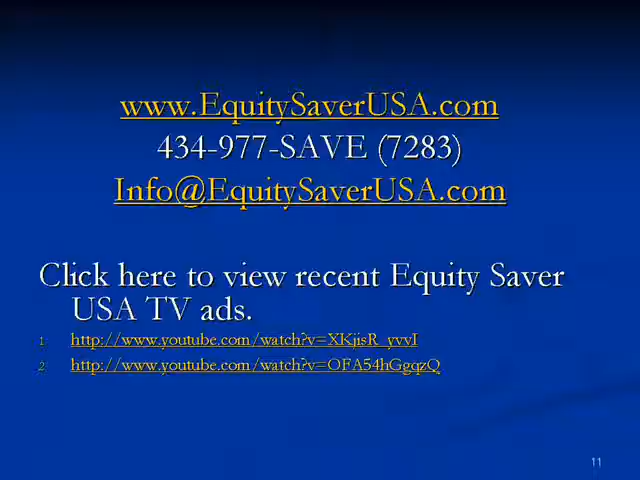 www.EquitySaverUSA.com
434-977-SAVE (7283)
Info@EquitySaverUSA.com
Click here to view recent Equity Saver
USA TV ads.
1. http://www.youtube.com/watch?v=XKjisR_yvvI
2. http://www.youtube.com/watch?v=OFA54hGgqzQ
11